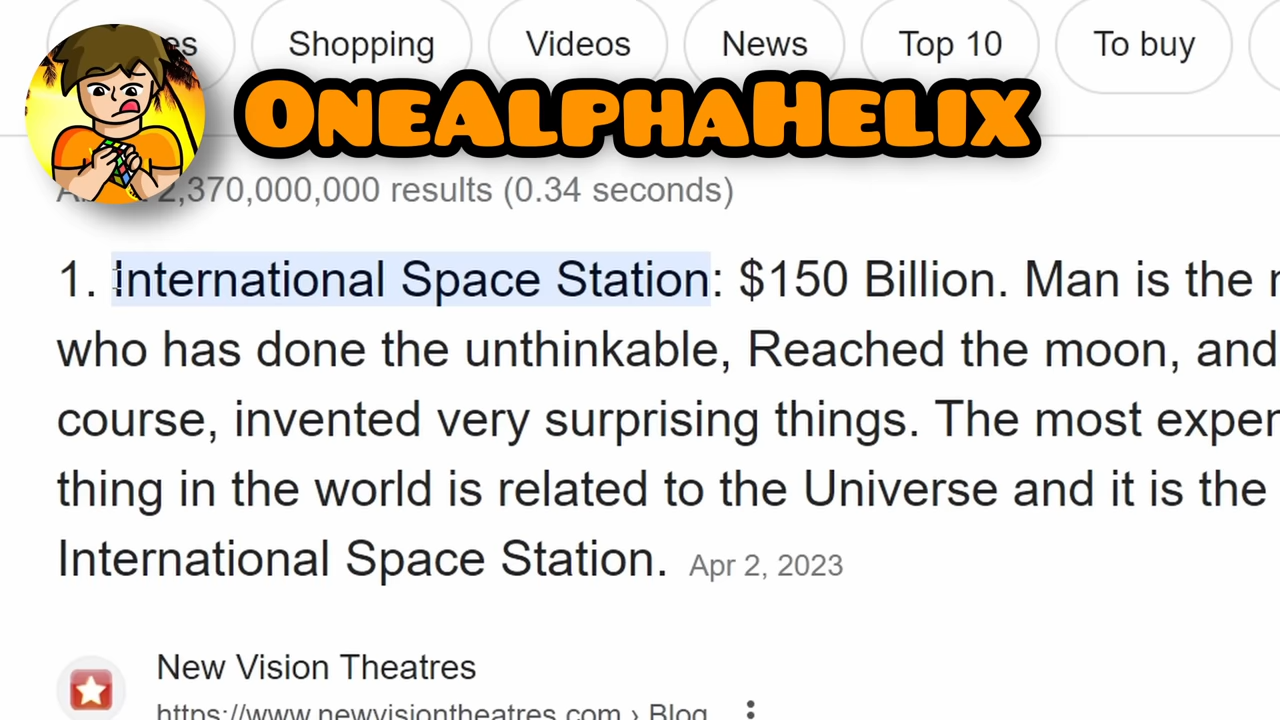 Shopping Videos News Top 10 To buy
OneAlphaHelix
2,370,000,000 results (0.34 seconds)
1. International Space Station: $150 Billion. Man is the
who has done the unthinkable, Reached the moon, and
course, invented very surprising things. The most
thing in the world is related to the Universe and it is the
International Space Station. Apr 2, 2023
New Vision Theatres
https://www.newvisiontheatres.com › Blog